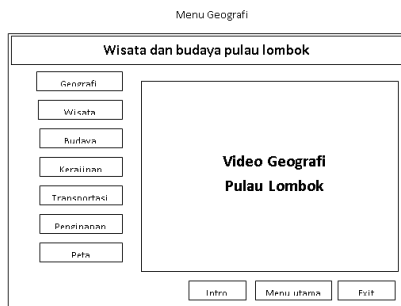 Menu Geografi
Wisata dan budaya pulau lombok
Geografi
Wisata
Budaya
Kerajinan
Transportasi
Penginapan
Peta
Video Geografi
Pulau Lombok
Intro
Menu utama
Exit